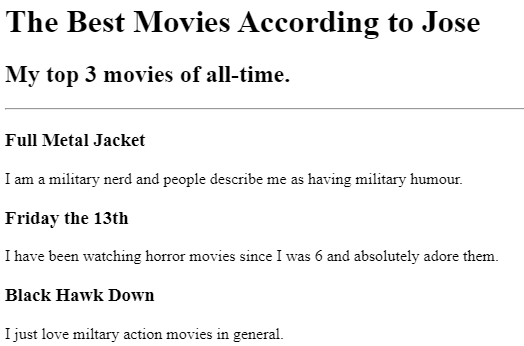 The Best Movies According to Jose
My top 3 movies of all-time.
Full Metal Jacket
I am a military nerd and people describe me as having military humour.
Friday the 13th
I have been watching horror movies since I was 6 and absolutely adore them.
Black Hawk Down
I just love miltary action movies in general.